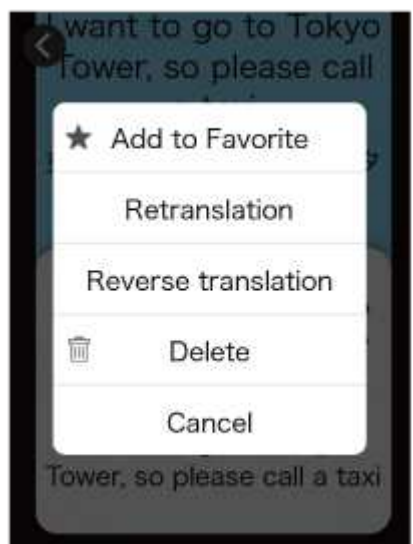 I want to go to Tokyo
Tower, so please call
Add to Favorite
Retranslation
Reverse translation
Delete
Cancel
Tower, so please call a taxi